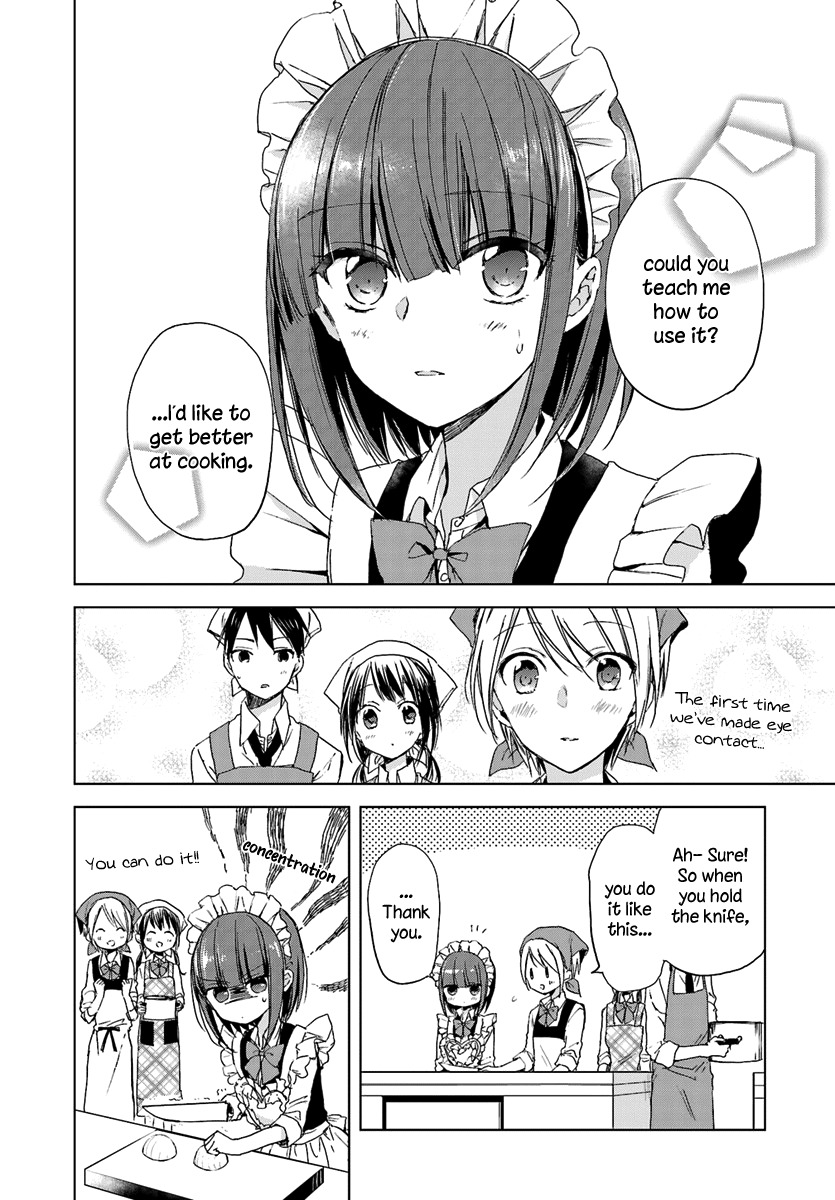 could you
teach me
how to
use it?
...I'd like to
get better
at cooking.
The first time
we've made eye
contact...
Ah- Sure!
So when
you hold
the knife,
you do
it like
this...
...
Thank
you.
concentration
You can do it!!